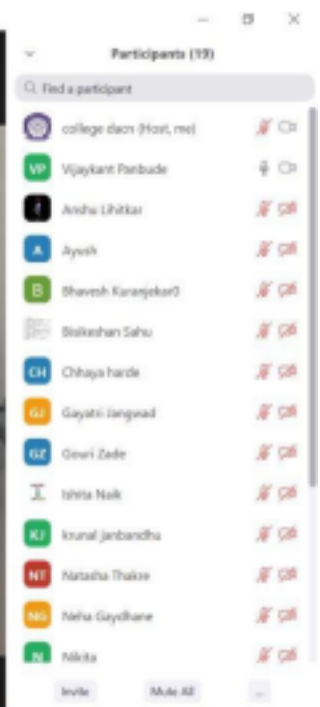 Participants (19)
Find a participant
college dacn (Host, me)
VP Vijaykant Panbude
Anshu Lihitkar
A Ayush
B Bhavesh Kuranjekar0
Sahu
CH Chhaya harde
GJ Gayatri Jangwad
GZ Gouri Zade
Ishita Naik
KJ krunal janbandhu
NT Natasha Thakre
NG Neha Gaydhane
N Nikita
Invite Mute All ...